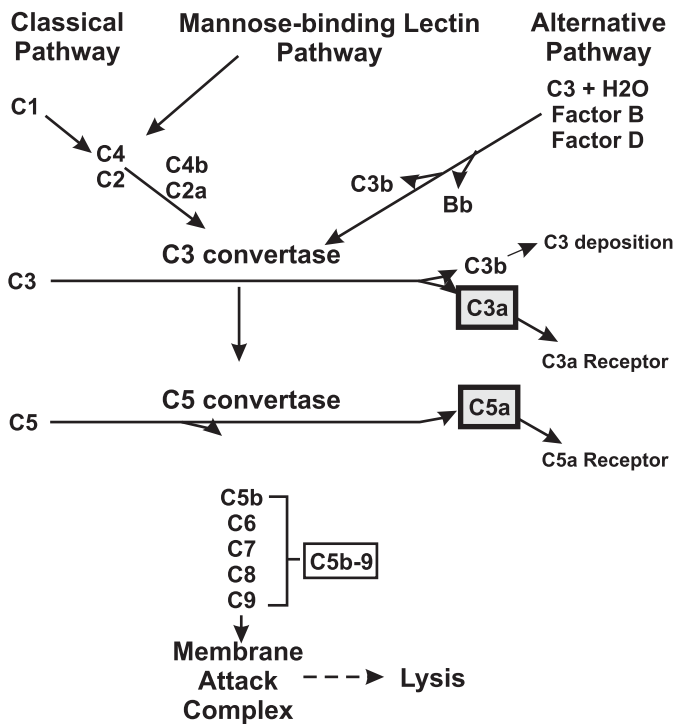 Classical
Pathway
Mannose-binding Lectin
Pathway
Alternative
Pathway
C3 + H2O
Factor B
Factor D
C1
C4
C2
C4b
C2a
C3b
Bb
C3 convertase
C3
C3b
C3 deposition
C3a
C3a Receptor
C5 convertase
C5
C5a
C5a Receptor
C5b
C6
C7
C8
C9
C5b-9
Membrane
Attack
Complex
Lysis